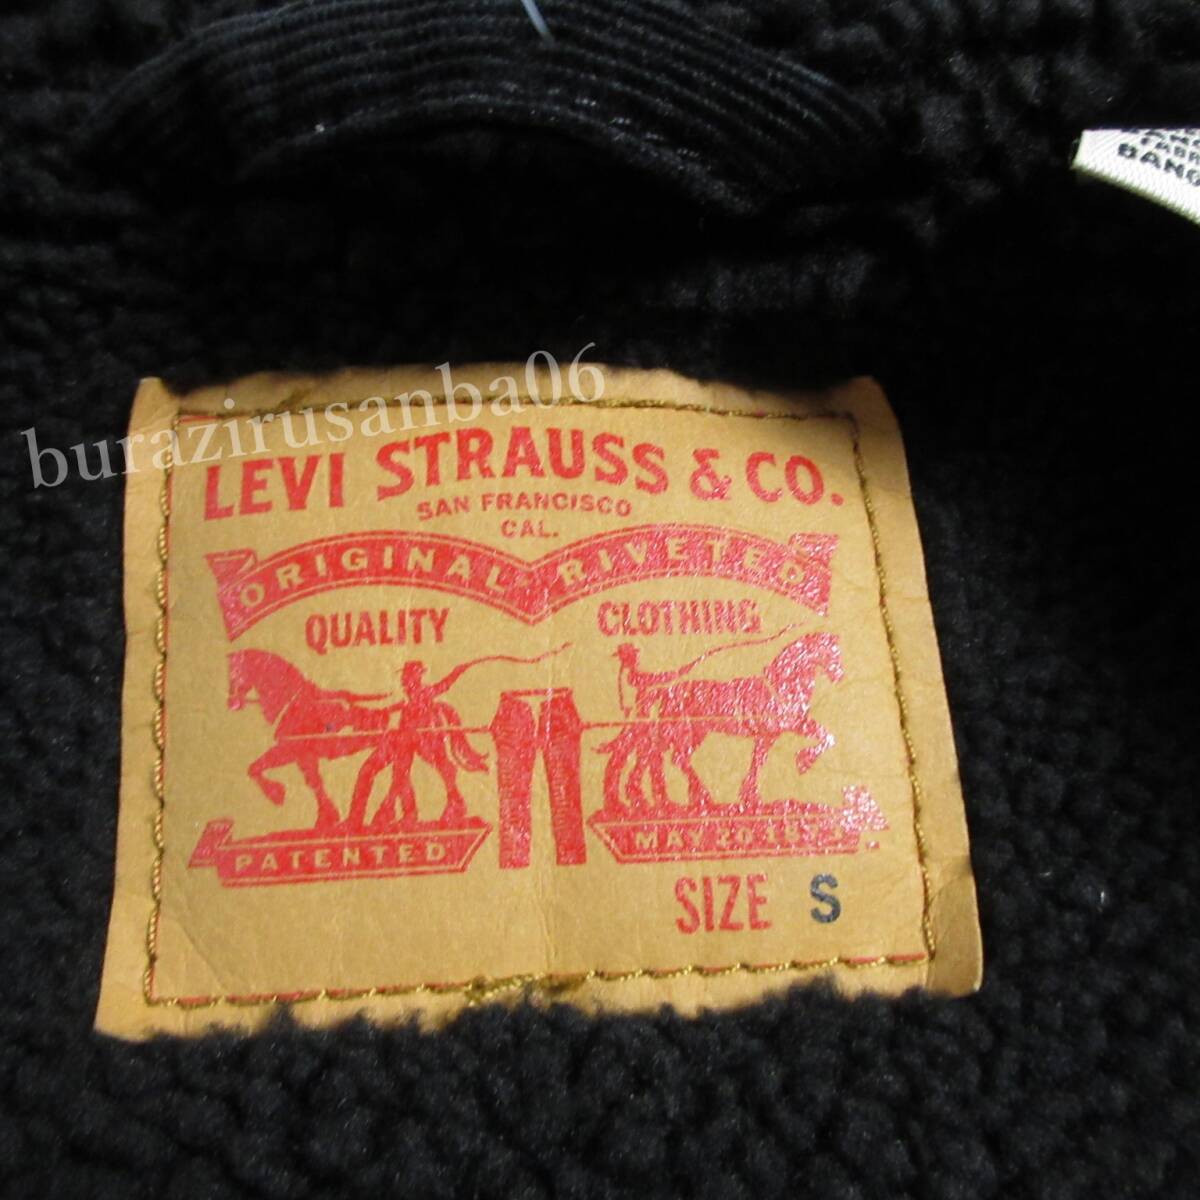 burazirusanba06
LEVI STRAUSS & CO.
SAN FRANCISCO
CAL.
ORIGINAL RIVETED
QUALITY CLOTHING
PATENTED MAY 20 1873
SIZE S